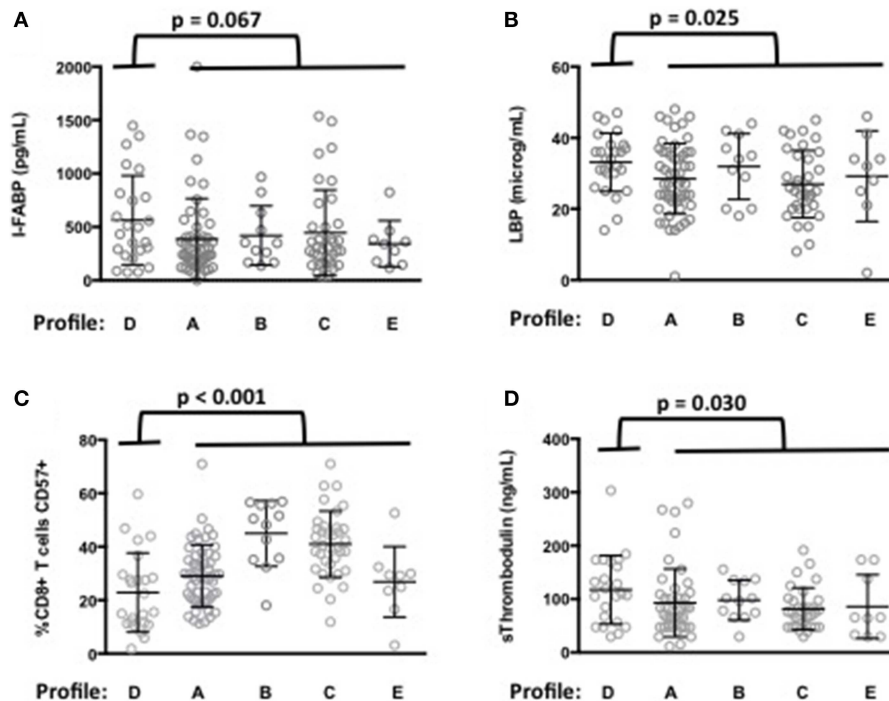 A
p = 0.067
I-FABP (pg/mL)
2000
1500
1000
500
0
Profile: D A B C E
B
p = 0.025
LBP (microg/mL)
60
40
20
0
Profile: D A B C E
C
p < 0.001
%CD8+ T cells CD57+
80
60
40
20
0
Profile: D A B C E
D
p = 0.030
sThrombodulin (ng/mL)
400
300
200
100
0
Profile: D A B C E